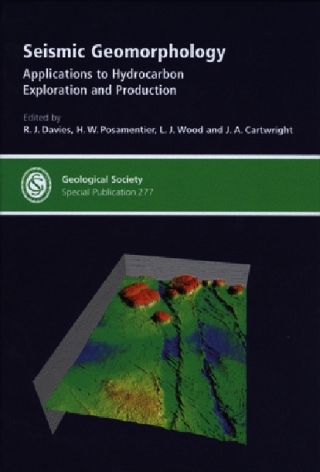 Seismic Geomorphology
Applications to Hydrocarbon
Exploration and Production
Edited by
R. J. Davies, H. W. Posamentier, L. J. Wood and J. A. Cartwright
Geological Society
Special Publication 277